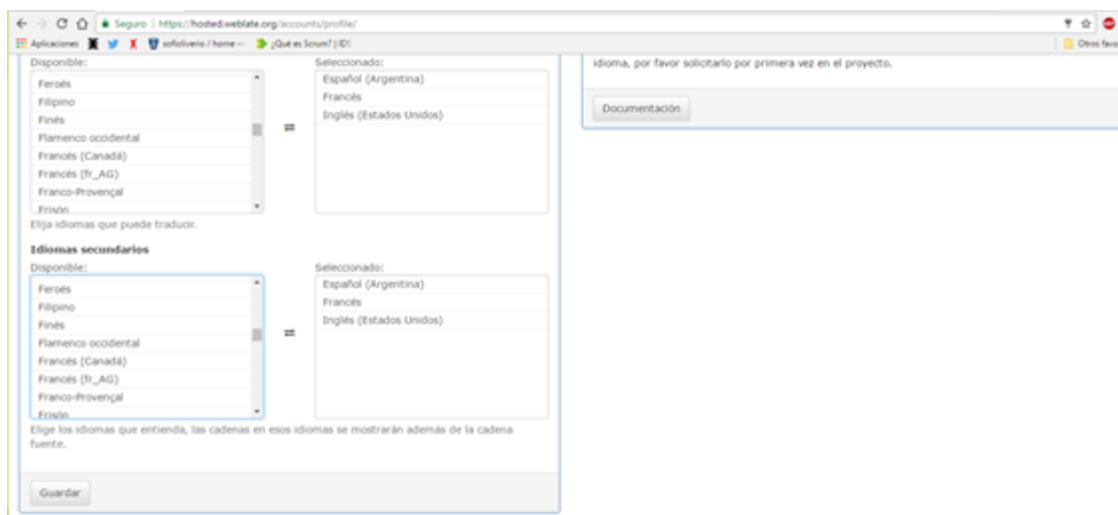 Seguro | https://hosted.weblate.org/accounts/profile/
Aplicaciones
sofioliverio / home —
¿Qué es Scrum? | IDI
Otros favo
Disponible:
Feroés
Filipino
Finés
Flamenco occidental
Francés (Canadá)
Francés (fr_AG)
Franco-Provençal
Frisón
Seleccionado:
Español (Argentina)
Francés
Inglés (Estados Unidos)
Elija idiomas que puede traducir.
idioma, por favor solicitarlo por primera vez en el proyecto.
Documentación
Idiomas secundarios
Disponible:
Feroés
Filipino
Finés
Flamenco occidental
Francés (Canadá)
Francés (fr_AG)
Franco-Provençal
Frisón
Seleccionado:
Español (Argentina)
Francés
Inglés (Estados Unidos)
Elige los idiomas que entienda, las cadenas en esos idiomas se mostrarán además de la cadena
fuente.
Guardar